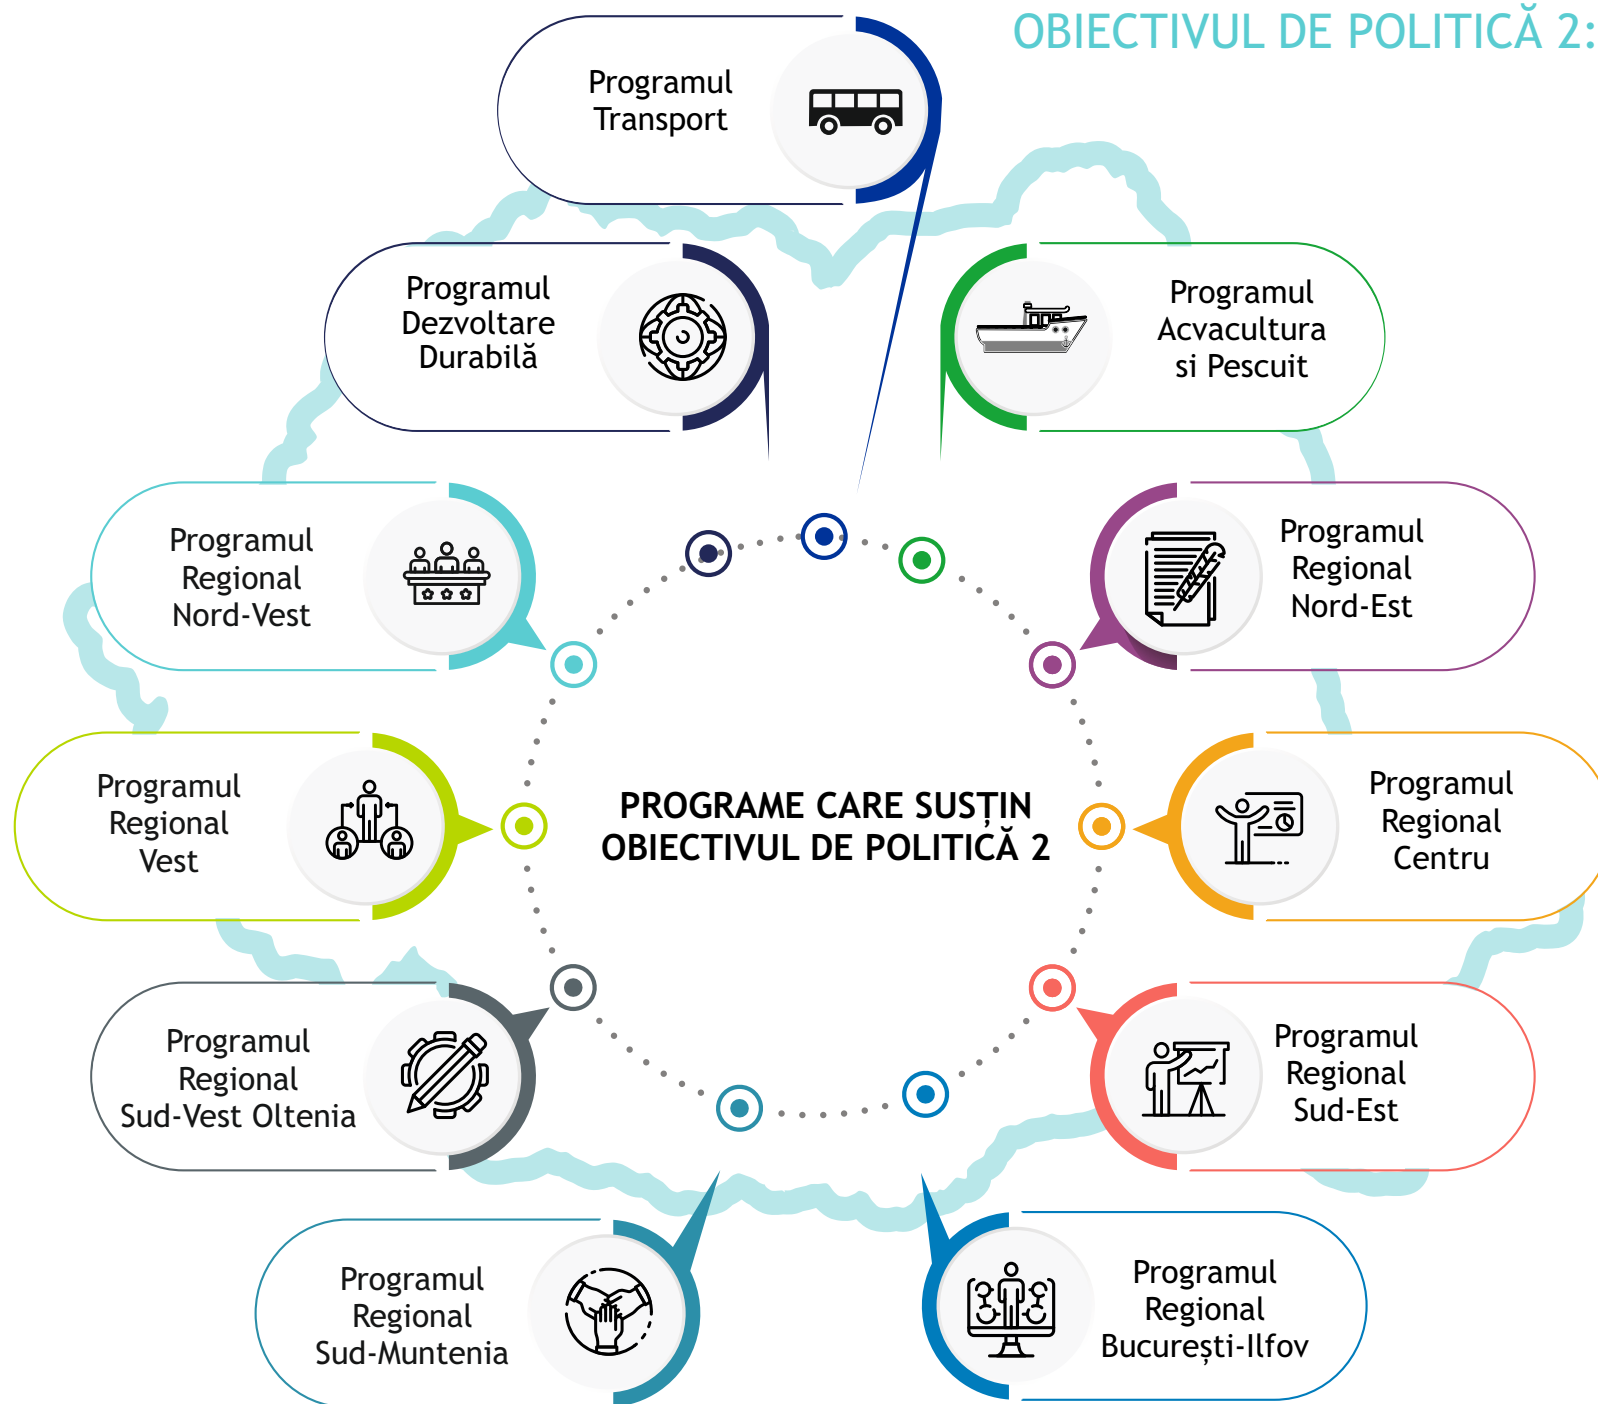 OBIECTIVUL DE POLITICĂ 2:
Programul
Transport
Programul
Dezvoltare
Durabilă
Programul
Acvacultura
si Pescuit
Programul
Regional
Nord-Vest
Programul
Regional
Nord-Est
Programul
Regional
Vest
PROGRAME CARE SUSȚIN
OBIECTIVUL DE POLITICĂ 2
Programul
Regional
Centru
Programul
Regional
Sud-Vest Oltenia
Programul
Regional
Sud-Est
Programul
Regional
Sud-Muntenia
Programul
Regional
București-Ilfov